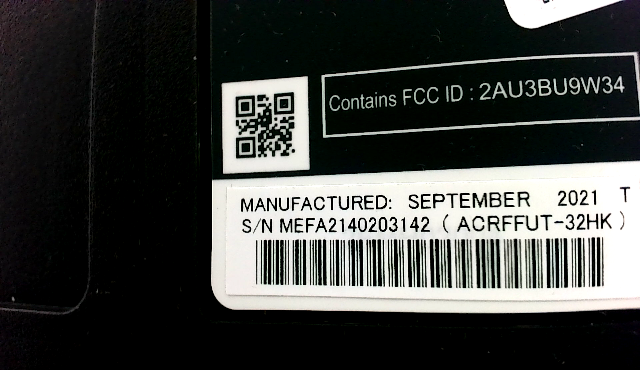 Contains FCC ID : 2AU3BU9W34
MANUFACTURED: SEPTEMBER 2021 T
S/N MEFA2140203142 ( ACRFFUT-32HK )